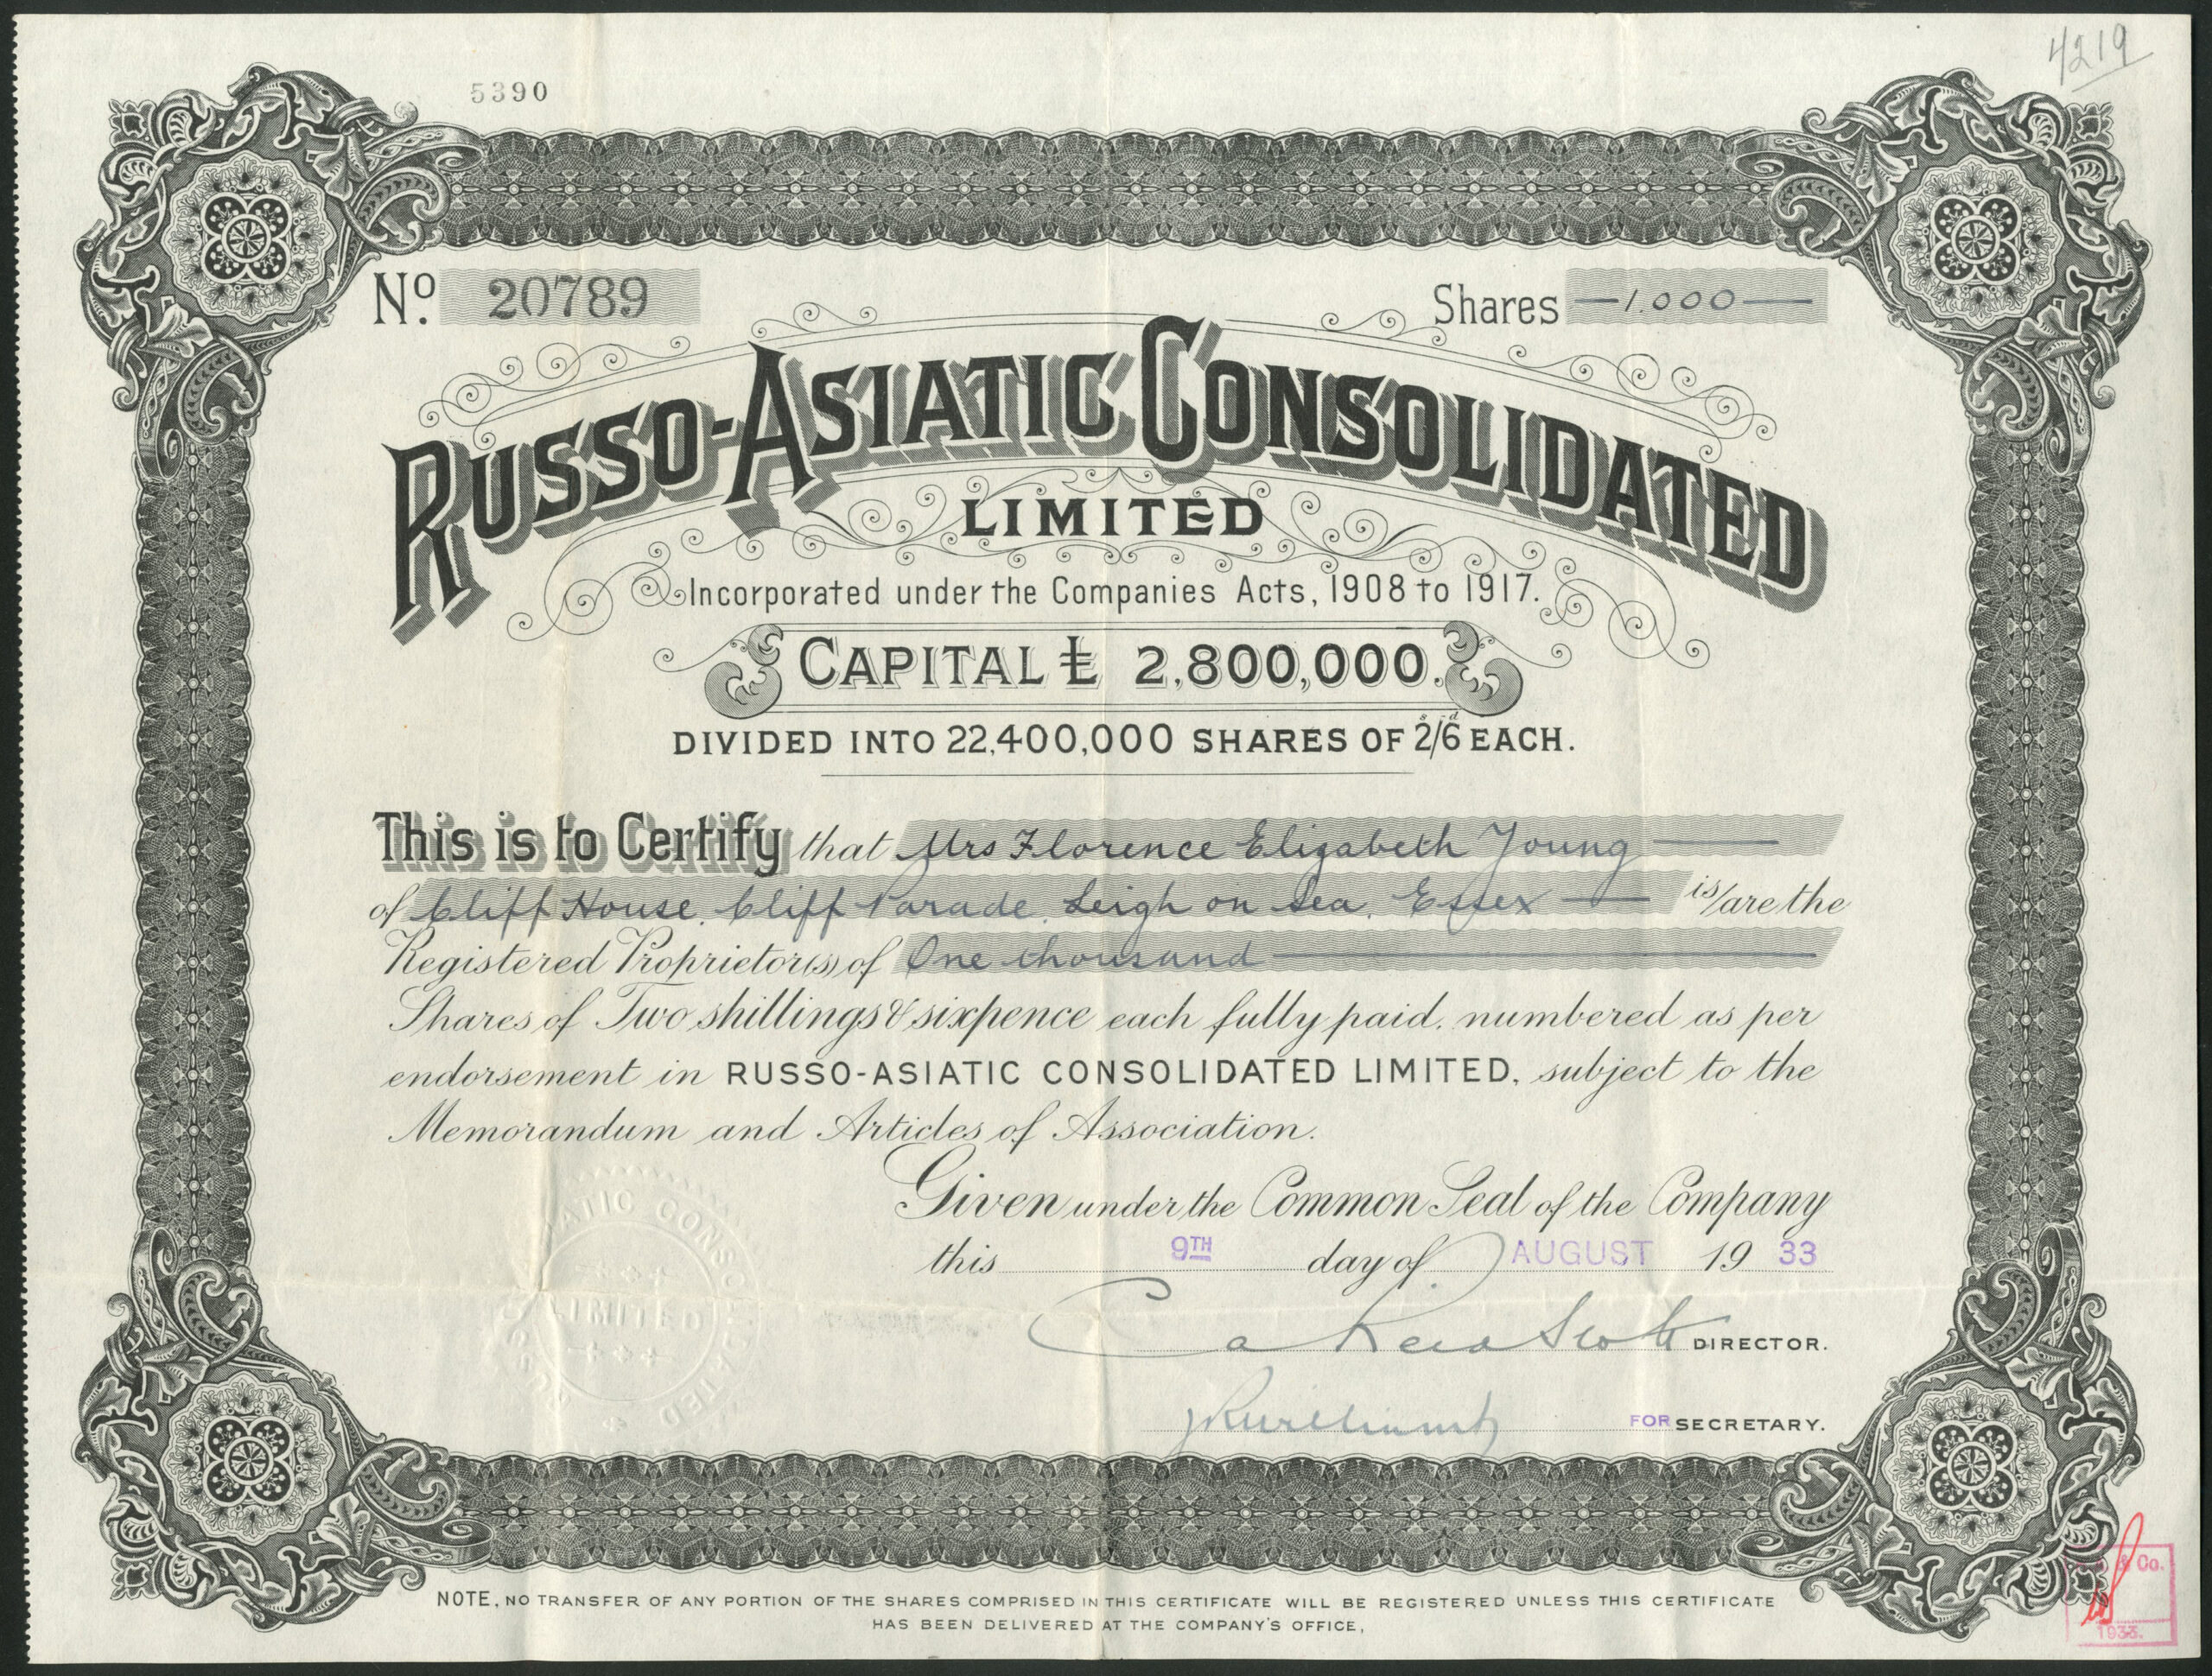 4219
5390
No. 20789
Shares —1.000—
RUSSO-ASIATIC CONSOLIDATED
LIMITED
Incorporated under the Companies Acts, 1908 to 1917.
CAPITAL £ 2,800,000.
DIVIDED INTO 22,400,000 SHARES OF 2s/6d EACH.
This is to Certify that Mrs Florence Elizabeth Young
of Cliff House, Cliff Parade, Leigh on Sea, Essex is/are the
Registered Proprietor(s) of One thousand
Shares of Two shillings & sixpence each fully paid, numbered as per
endorsement in RUSSO-ASIATIC CONSOLIDATED LIMITED, subject to the
Memorandum and Articles of Association.
Given under the Common Seal of the Company
this 9TH day of AUGUST 1933
DIRECTOR.
FOR SECRETARY.
ATIC CONSOLIDATED
LIMITED
& Co.
1933.
NOTE, NO TRANSFER OF ANY PORTION OF THE SHARES COMPRISED IN THIS CERTIFICATE WILL BE REGISTERED UNLESS THIS CERTIFICATE
HAS BEEN DELIVERED AT THE COMPANY'S OFFICE,